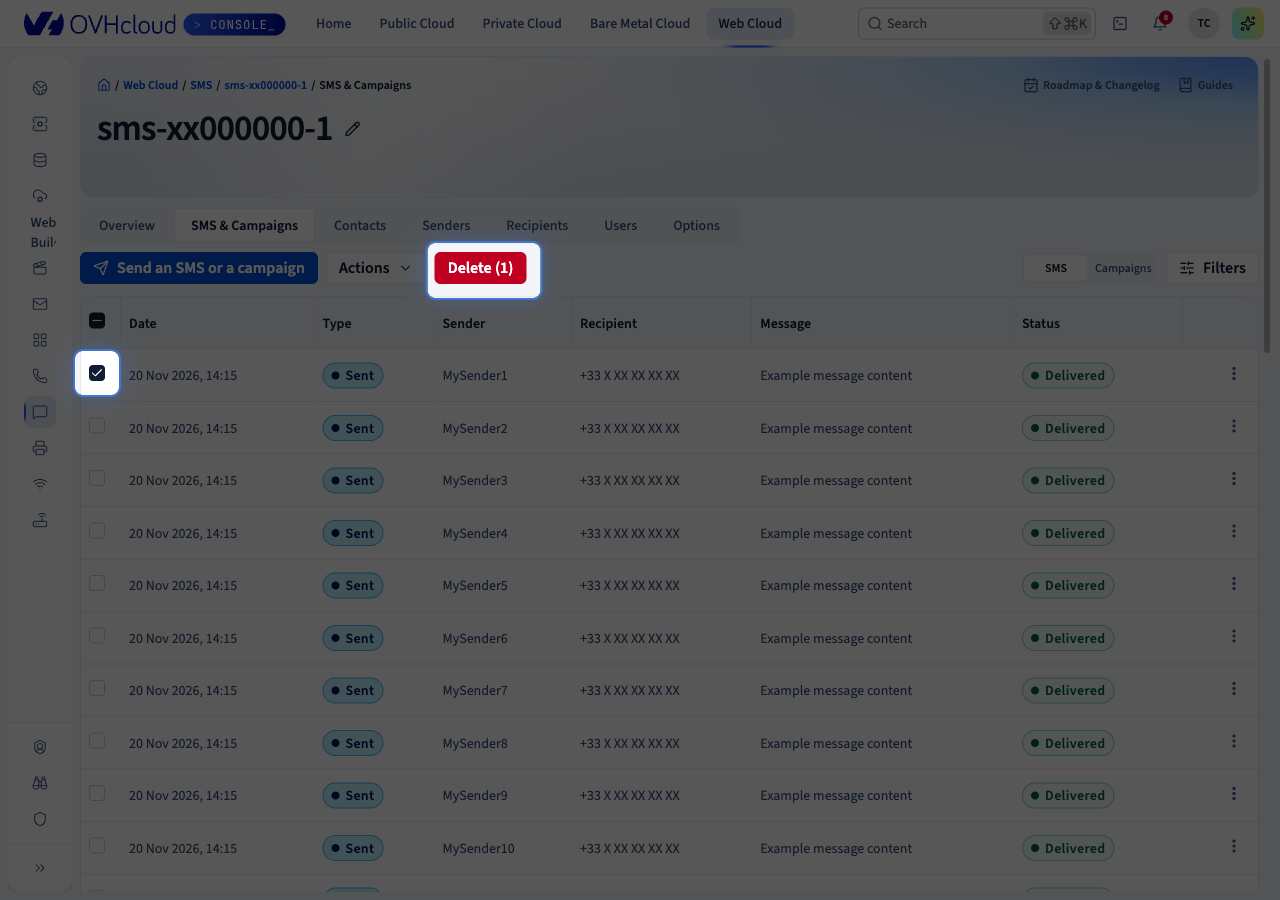 OVHcloud > CONSOLE_ Home Public Cloud Private Cloud Bare Metal Cloud Web Cloud Search ⇧⌘K 8 TC
/ Web Cloud / SMS / sms-xx000000-1 / SMS & Campaigns Roadmap & Changelog Guides
sms-xx000000-1
Web
Overview SMS & Campaigns Contacts Senders Recipients Users Options
Send an SMS or a campaign Actions Delete (1) SMS Campaigns Filters
Date Type Sender Recipient Message Status
20 Nov 2026, 14:15 Sent MySender1 +33 X XX XX XX XX Example message content Delivered
20 Nov 2026, 14:15 Sent MySender2 +33 X XX XX XX XX Example message content Delivered
20 Nov 2026, 14:15 Sent MySender3 +33 X XX XX XX XX Example message content Delivered
20 Nov 2026, 14:15 Sent MySender4 +33 X XX XX XX XX Example message content Delivered
20 Nov 2026, 14:15 Sent MySender5 +33 X XX XX XX XX Example message content Delivered
20 Nov 2026, 14:15 Sent MySender6 +33 X XX XX XX XX Example message content Delivered
20 Nov 2026, 14:15 Sent MySender7 +33 X XX XX XX XX Example message content Delivered
20 Nov 2026, 14:15 Sent MySender8 +33 X XX XX XX XX Example message content Delivered
20 Nov 2026, 14:15 Sent MySender9 +33 X XX XX XX XX Example message content Delivered
20 Nov 2026, 14:15 Sent MySender10 +33 X XX XX XX XX Example message content Delivered